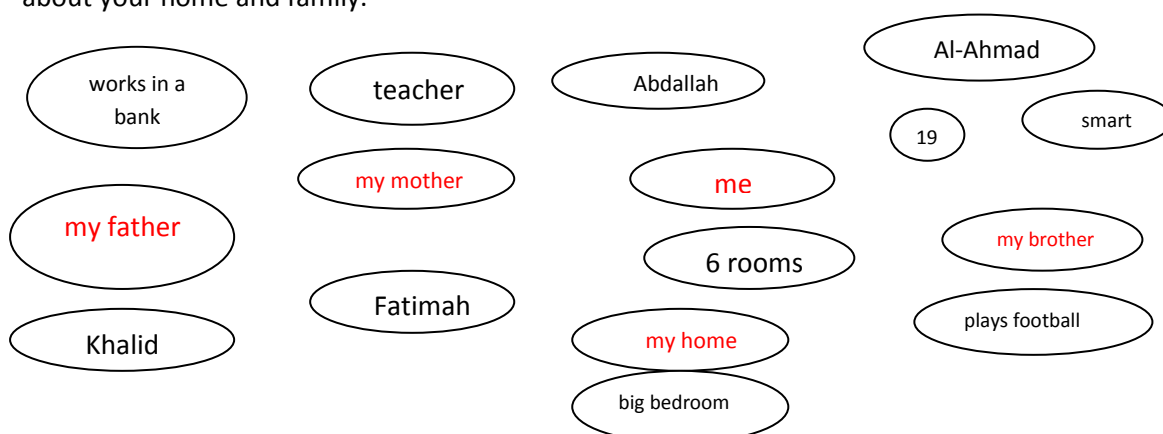 about your home and family.
works in a
bank
teacher
Abdallah
Al-Ahmad
19
smart
my father
my mother
me
my brother
6 rooms
Khalid
Fatimah
my home
plays football
big bedroom